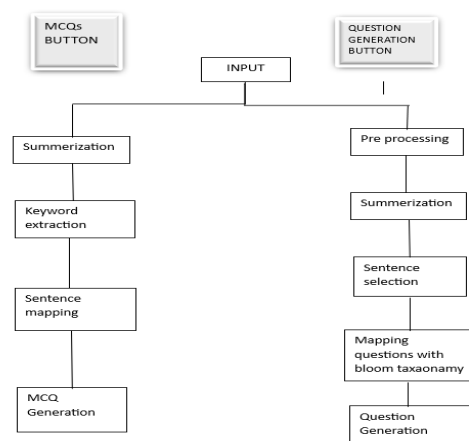 MCQs
BUTTON
QUESTION
GENERATION
BUTTON
INPUT
Summerization
Keyword
extraction
Sentence
mapping
MCQ
Generation
Pre processing
Summerization
Sentence
selection
Mapping
questions with
bloom taxaonamy
Question
Generation